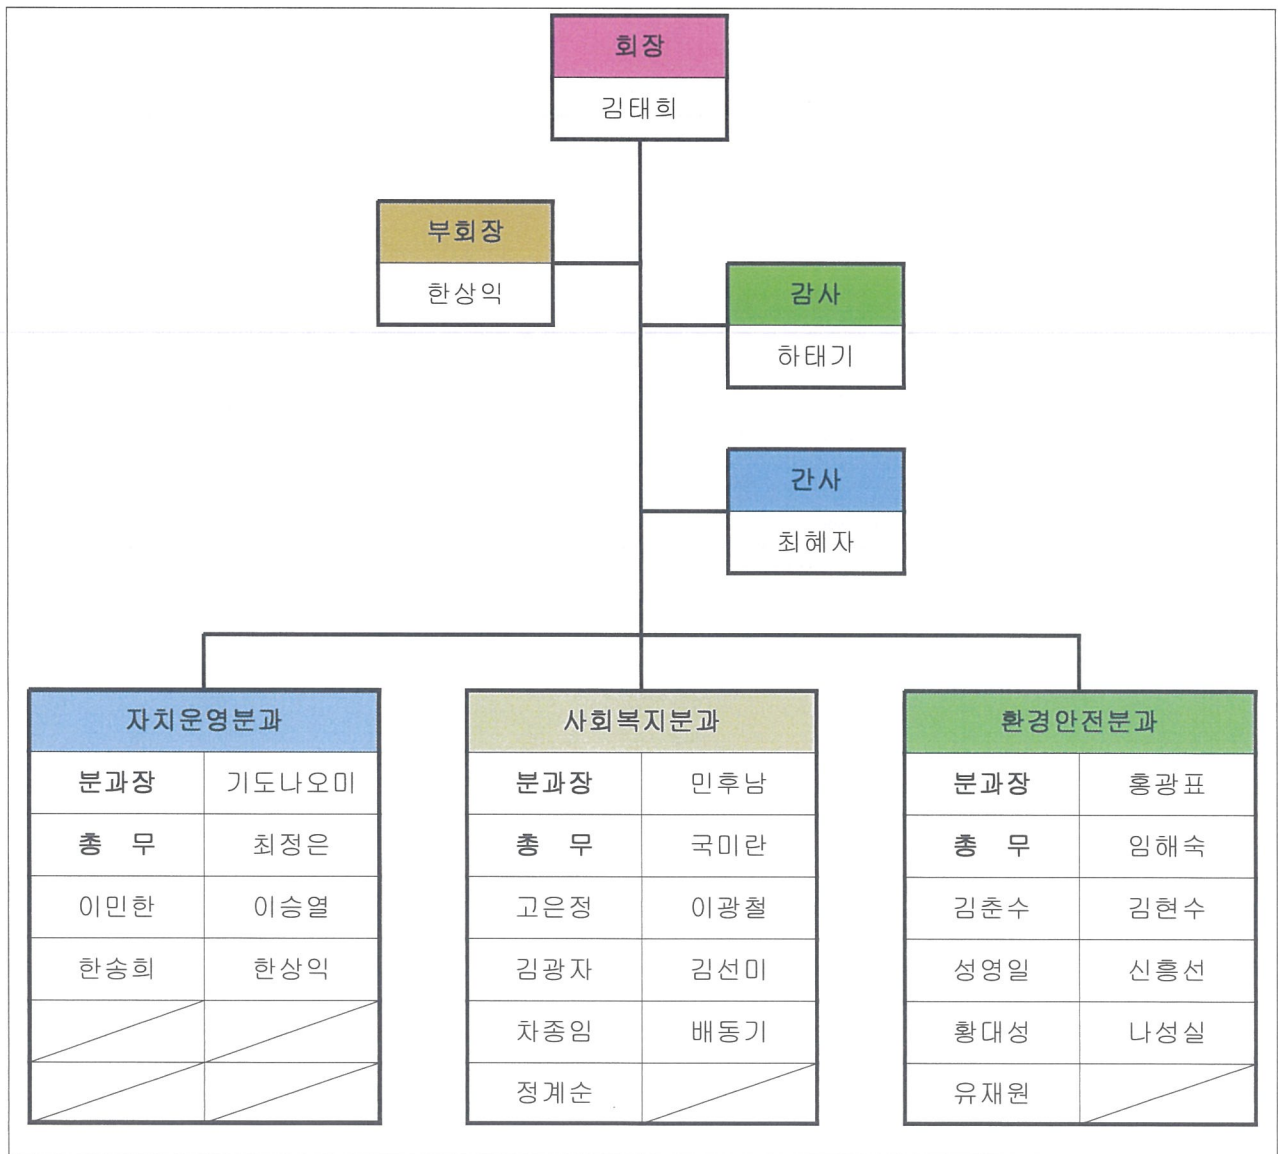 회장
김태희
부회장
한상익
감사
하태기
간사
최혜자
자치운영분과
분과장 기도나오미
총 무 최정은
이민한 이승열
한송희 한상익
사회복지분과
분과장 민후남
총 무 국미란
고은정 이광철
김광자 김선미
차종임 배동기
정계순
환경안전분과
분과장 홍광표
총 무 임해숙
김춘수 김현수
성영일 신흥선
황대성 나성실
유재원